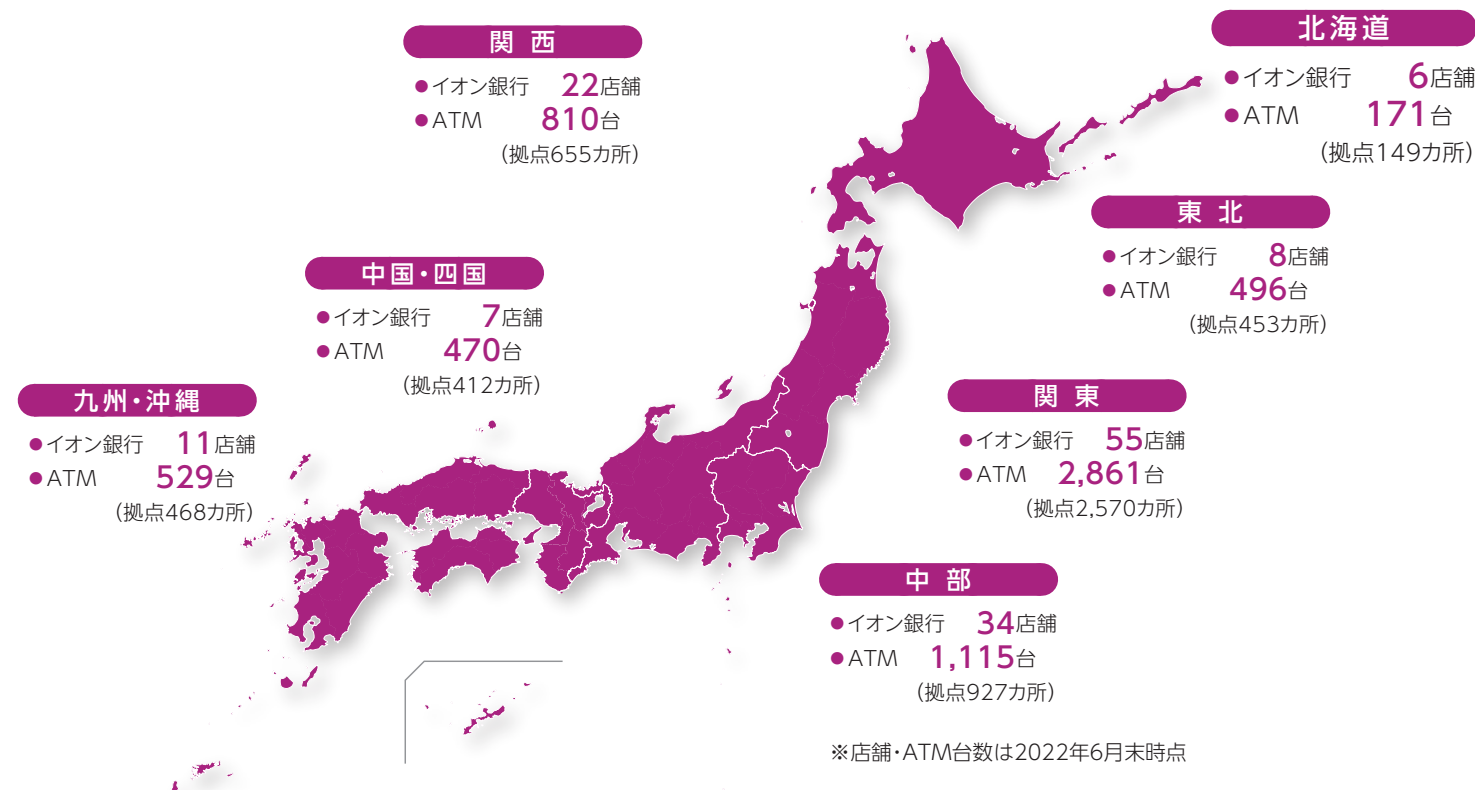 関西
●イオン銀行 22店舗
●ATM 810台
(拠点655カ所)
北海道
●イオン銀行 6店舗
●ATM 171台
(拠点149カ所)
東北
●イオン銀行 8店舗
●ATM 496台
(拠点453カ所)
中国・四国
●イオン銀行 7店舗
●ATM 470台
(拠点412カ所)
九州・沖縄
●イオン銀行 11店舗
●ATM 529台
(拠点468カ所)
関東
●イオン銀行 55店舗
●ATM 2,861台
(拠点2,570カ所)
中部
●イオン銀行 34店舗
●ATM 1,115台
(拠点927カ所)
※店舗・ATM台数は2022年6月末時点